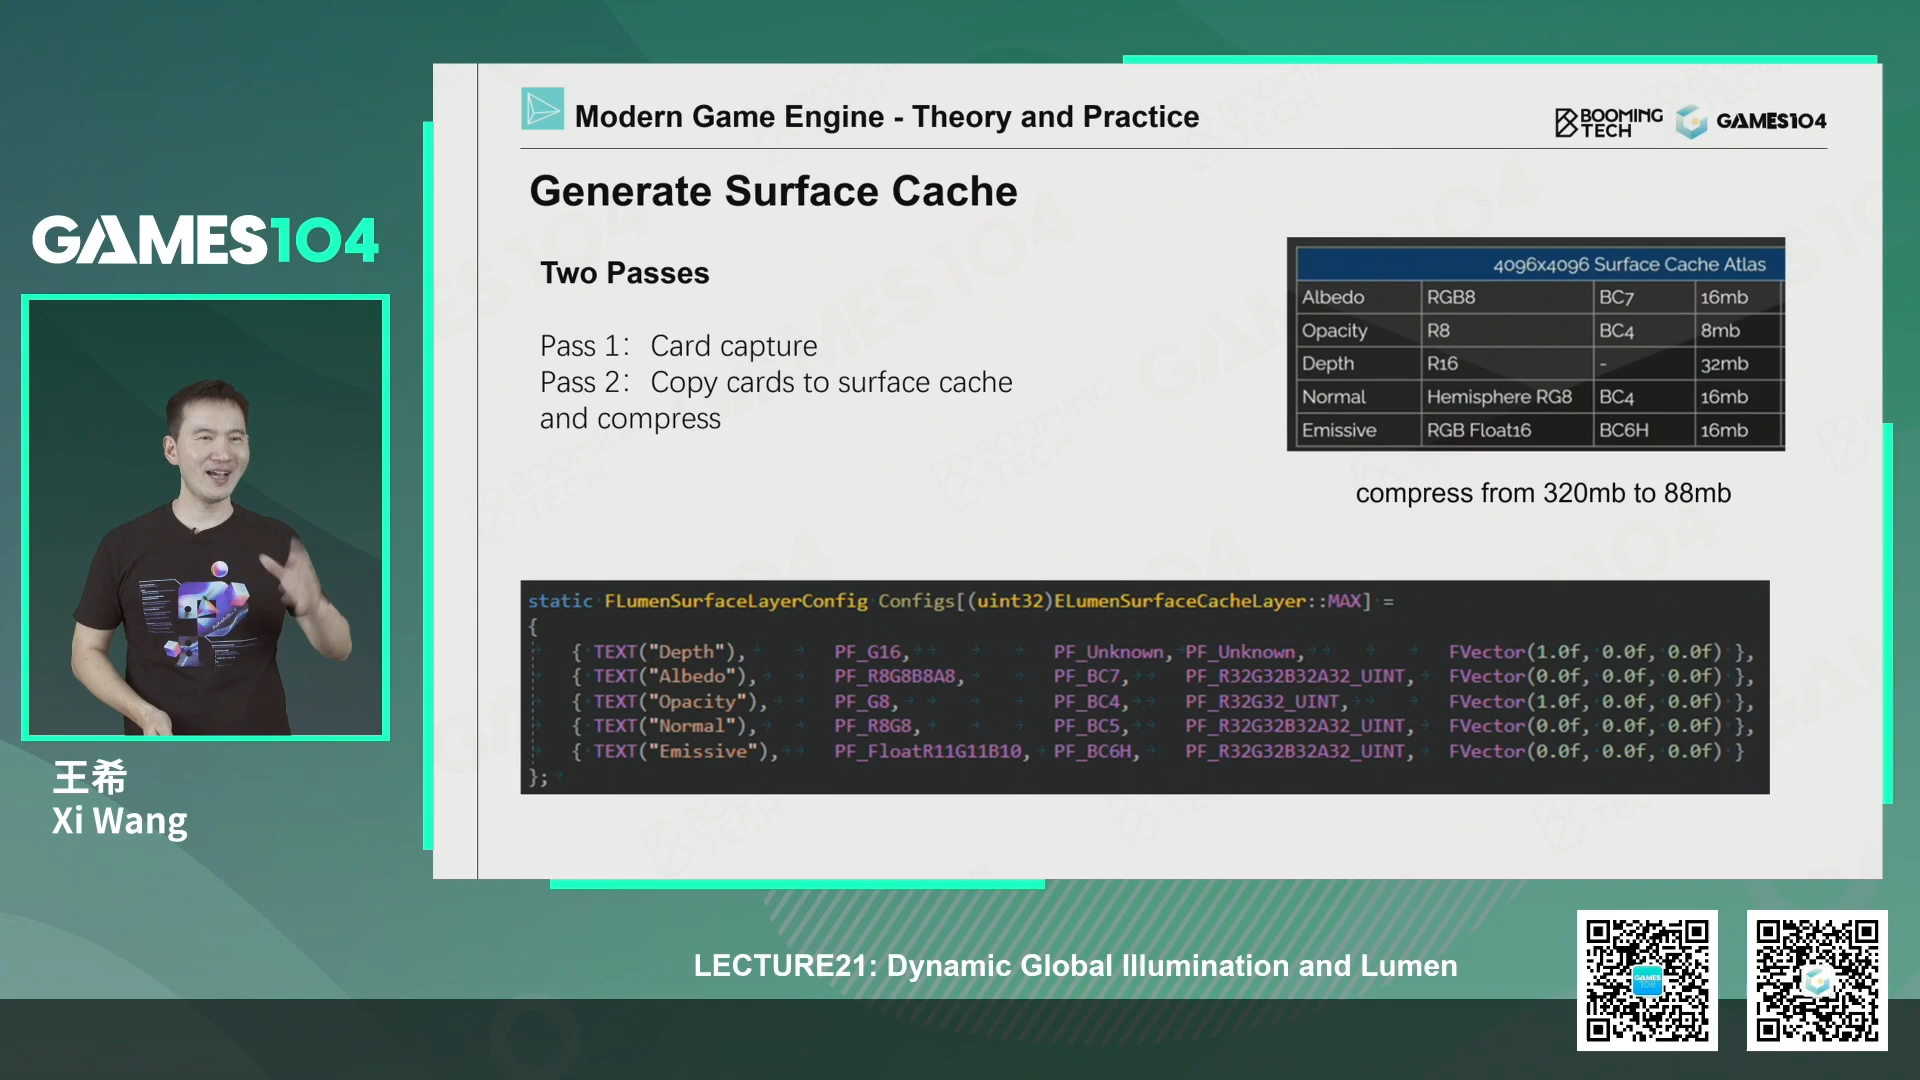 GAMES104
王希
Xi Wang
Modern Game Engine - Theory and Practice
BOOMING
TECH
GAMES104
Generate Surface Cache
Two Passes
Pass 1： Card capture
Pass 2： Copy cards to surface cache
and compress
4096x4096 Surface Cache Atlas
Albedo RGB8 BC7 16mb
Opacity R8 BC4 8mb
Depth R16 - 32mb
Normal Hemisphere RG8 BC4 16mb
Emissive RGB Float16 BC6H 16mb
compress from 320mb to 88mb
static FLumenSurfaceLayerConfig Configs[(uint32)ELumenSurfaceCacheLayer::MAX] =
{
{ TEXT("Depth"), PF_G16, PF_Unknown, PF_Unknown, FVector(1.0f, 0.0f, 0.0f) },
{ TEXT("Albedo"), PF_R8G8B8A8, PF_BC7, PF_R32G32B32A32_UINT, FVector(0.0f, 0.0f, 0.0f) },
{ TEXT("Opacity"), PF_G8, PF_BC4, PF_R32G32_UINT, FVector(1.0f, 0.0f, 0.0f) },
{ TEXT("Normal"), PF_R8G8, PF_BC5, PF_R32G32B32A32_UINT, FVector(0.0f, 0.0f, 0.0f) },
{ TEXT("Emissive"), PF_FloatR11G11B10, PF_BC6H, PF_R32G32B32A32_UINT, FVector(0.0f, 0.0f, 0.0f) }
};
LECTURE21: Dynamic Global Illumination and Lumen